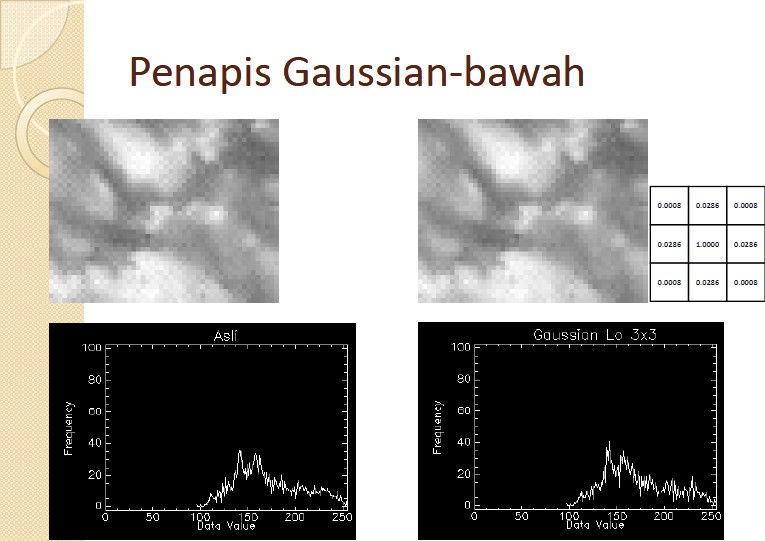 Penapis Gaussian-bawah
0.0008 0.0286 0.0008
0.0286 1.0000 0.0286
0.0008 0.0286 0.0008
Asli
100
80
60
40
20
0
Frequency
0 50 100 150 200 250
Data Value
Gaussian Lo 3x3
100
80
60
40
20
0
Frequency
0 50 100 150 200 250
Data Value